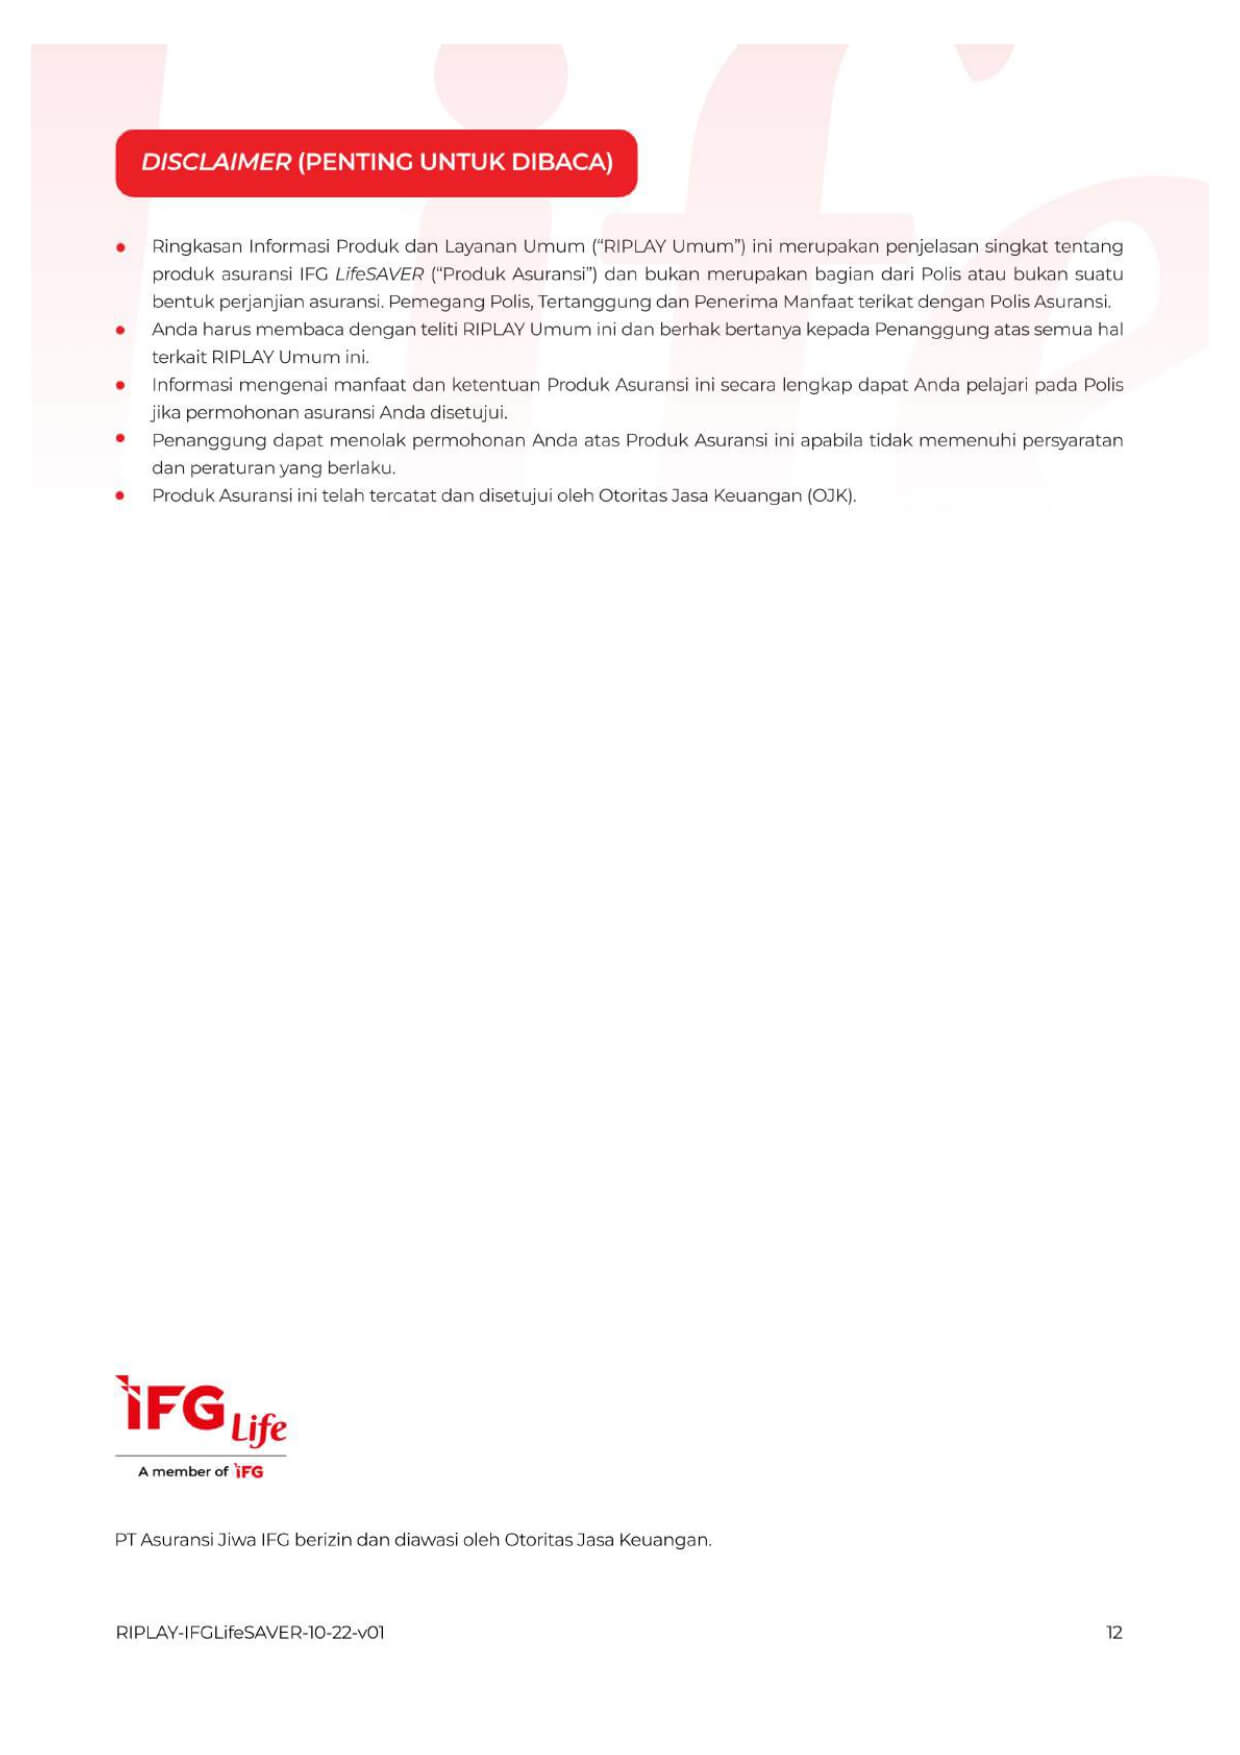 DISCLAIMER (PENTING UNTUK DIBACA)
Ringkasan Informasi Produk dan Layanan Umum (“RIPLAY Umum”) ini merupakan penjelasan singkat tentang
produk asuransi IFG LifeSAVER (“Produk Asuransi”) dan bukan merupakan bagian dari Polis atau bukan suatu
bentuk perjanjian asuransi. Pemegang Polis, Tertanggung dan Penerima Manfaat terikat dengan Polis Asuransi.
Anda harus membaca dengan teliti RIPLAY Umum ini dan berhak bertanya kepada Penanggung atas semua hal
terkait RIPLAY Umum ini.
Informasi mengenai manfaat dan ketentuan Produk Asuransi ini secara lengkap dapat Anda pelajari pada Polis
jika permohonan asuransi Anda disetujui.
Penanggung dapat menolak permohonan Anda atas Produk Asuransi ini apabila tidak memenuhi persyaratan
dan peraturan yang berlaku.
Produk Asuransi ini telah tercatat dan disetujui oleh Otoritas Jasa Keuangan (OJK).
IFG Life
A member of IFG
PT Asuransi Jiwa IFG berizin dan diawasi oleh Otoritas Jasa Keuangan.
RIPLAY-IFGLifeSAVER-10-22-v01
12